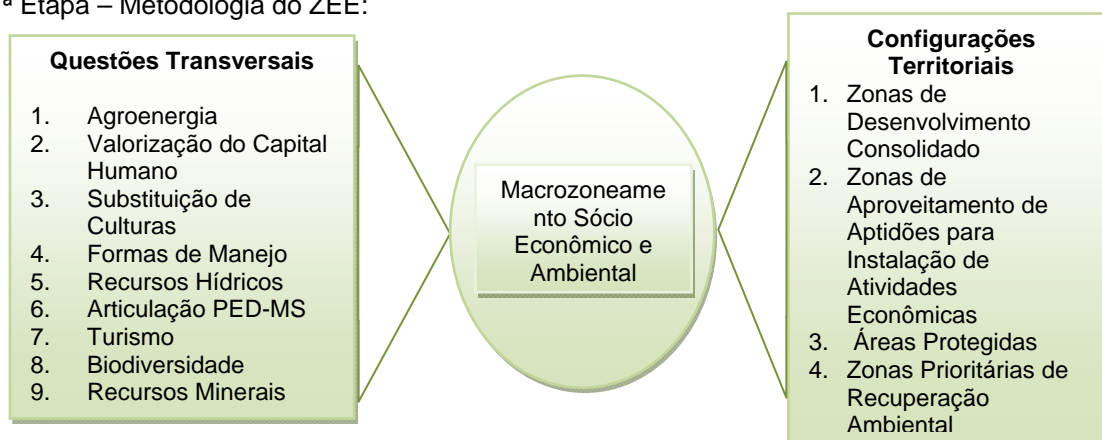 ª Etapa – Metodologia do ZEE:
Questões Transversais
1. Agroenergia
2. Valorização do Capital
Humano
3. Substituição de
Culturas
4. Formas de Manejo
5. Recursos Hídricos
6. Articulação PED-MS
7. Turismo
8. Biodiversidade
9. Recursos Minerais
Macrozoneame
nto Sócio
Econômico e
Ambiental
Configurações
Territoriais
1. Zonas de
Desenvolvimento
Consolidado
2. Zonas de
Aproveitamento de
Aptidões para
Instalação de
Atividades
Econômicas
3. Áreas Protegidas
4. Zonas Prioritárias de
Recuperação
Ambiental